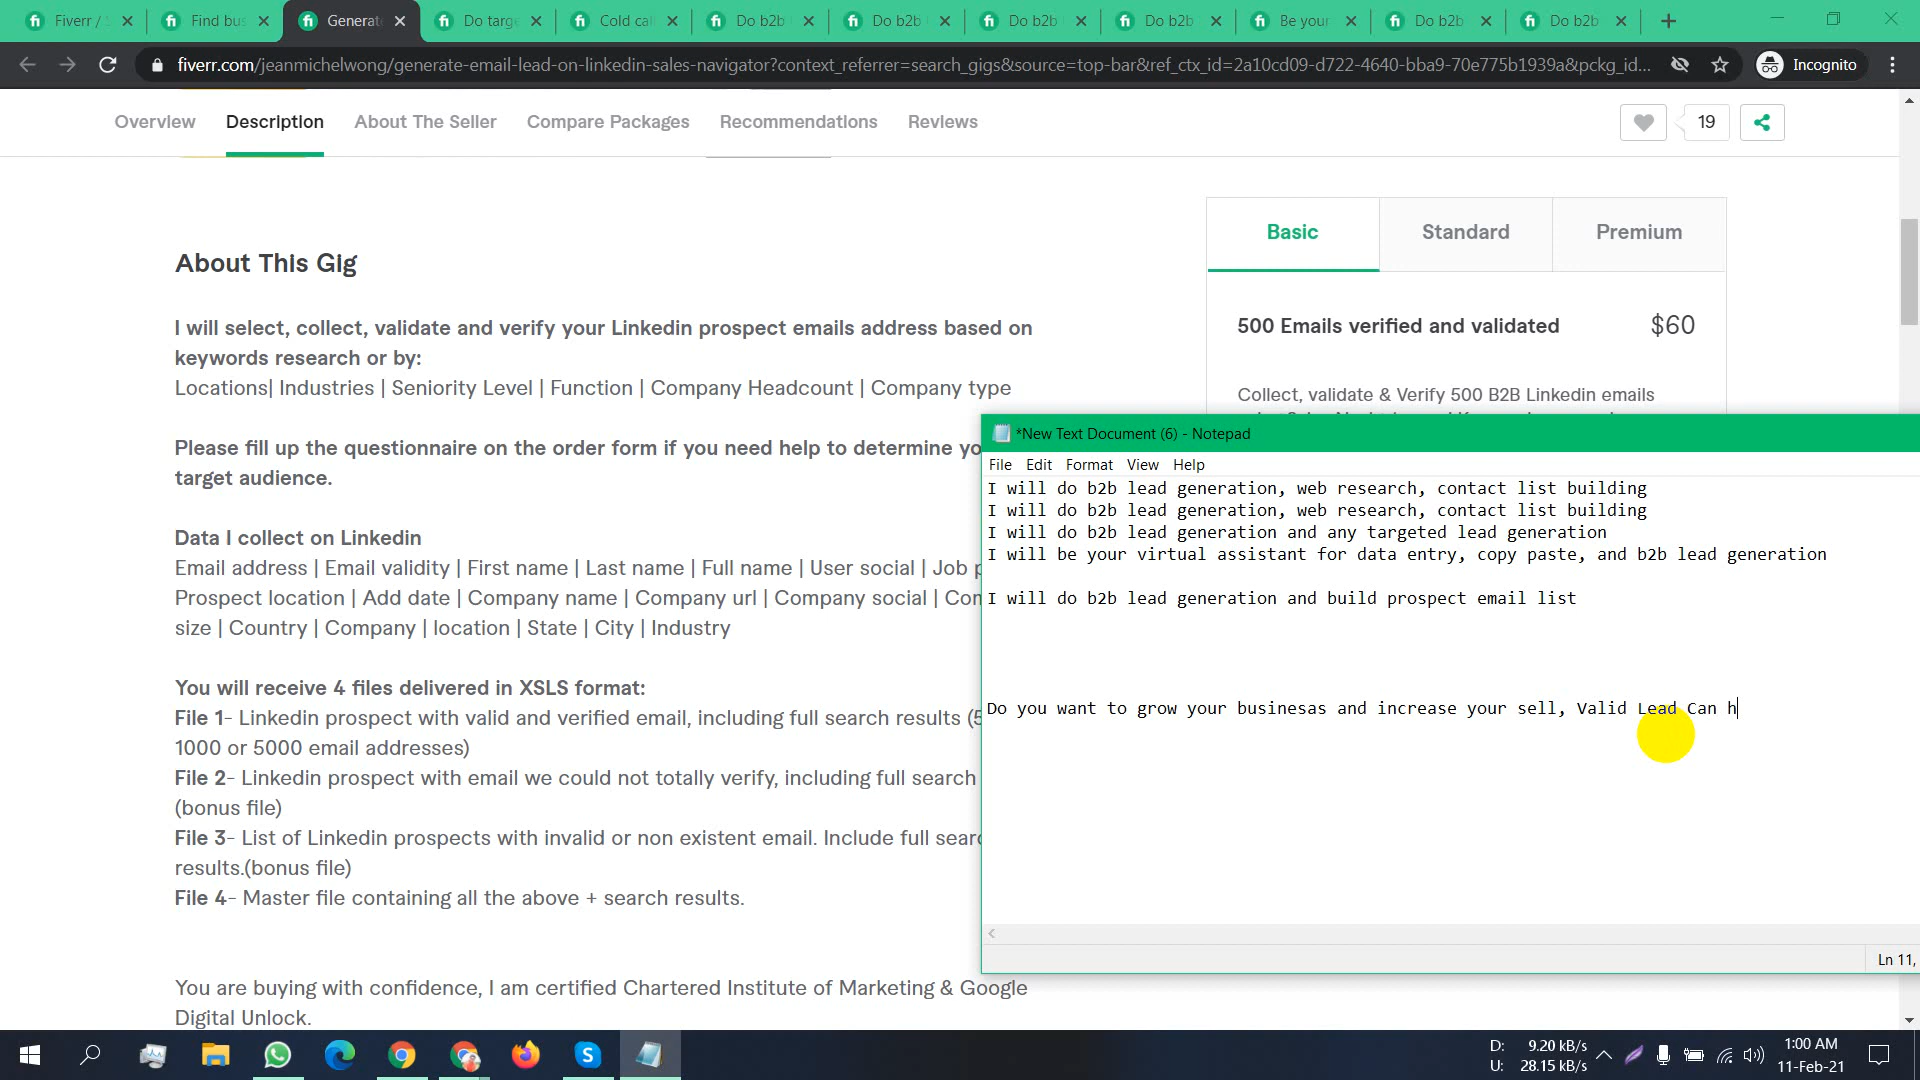 Fiverr /
Find bus
Generat
Do targ
Cold cal
Do b2b
Do b2b
Do b2b
Do b2b
Be your
Do b2b
Do b2b
fiverr.com/jeanmichelwong/generate-email-lead-on-linkedin-sales-navigator?context_referrer=search_gigs&source=top-bar&ref_ctx_id=2a10cd09-d722-4640-bba9-70e775b1939a&pckg_id...
Incognito
Overview Description About The Seller Compare Packages Recommendations Reviews
19
About This Gig
I will select, collect, validate and verify your Linkedin prospect emails address based on
keywords research or by:
Locations| Industries | Seniority Level | Function | Company Headcount | Company type
Please fill up the questionnaire on the order form if you need help to determine yo
target audience.
Data I collect on Linkedin
Email address | Email validity | First name | Last name | Full name | User social | Job p
Prospect location | Add date | Company name | Company url | Company social | Con
size | Country | Company | location | State | City | Industry
You will receive 4 files delivered in XSLS format:
File 1- Linkedin prospect with valid and verified email, including full search results (5
1000 or 5000 email addresses)
File 2- Linkedin prospect with email we could not totally verify, including full search
(bonus file)
File 3- List of Linkedin prospects with invalid or non existent email. Include full searc
results.(bonus file)
File 4- Master file containing all the above + search results.
You are buying with confidence, I am certified Chartered Institute of Marketing & Google
Digital Unlock.
Basic Standard Premium
500 Emails verified and validated $60
Collect, validate & Verify 500 B2B Linkedin emails
*New Text Document (6) - Notepad
File Edit Format View Help
I will do b2b lead generation, web research, contact list building
I will do b2b lead generation, web research, contact list building
I will do b2b lead generation and any targeted lead generation
I will be your virtual assistant for data entry, copy paste, and b2b lead generation
I will do b2b lead generation and build prospect email list
Do you want to grow your businesas and increase your sell, Valid Lead Can h
Ln 11,
D: 9.20 kB/s
U: 28.15 kB/s
1:00 AM
11-Feb-21